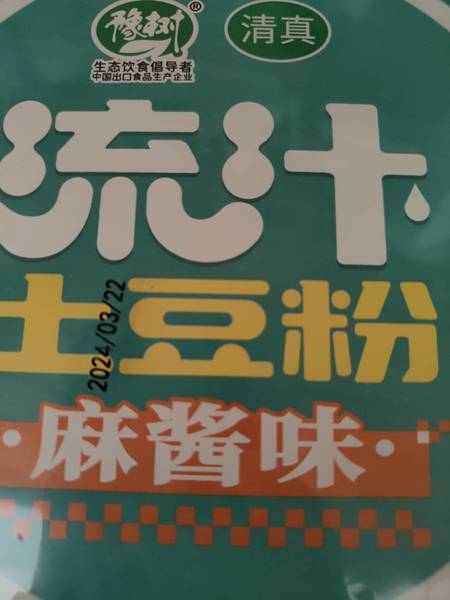 豫树®
清真
生态饮食倡导者
中国出口食品生产企业
流汁
土豆粉
2024/03/22
·麻酱味·